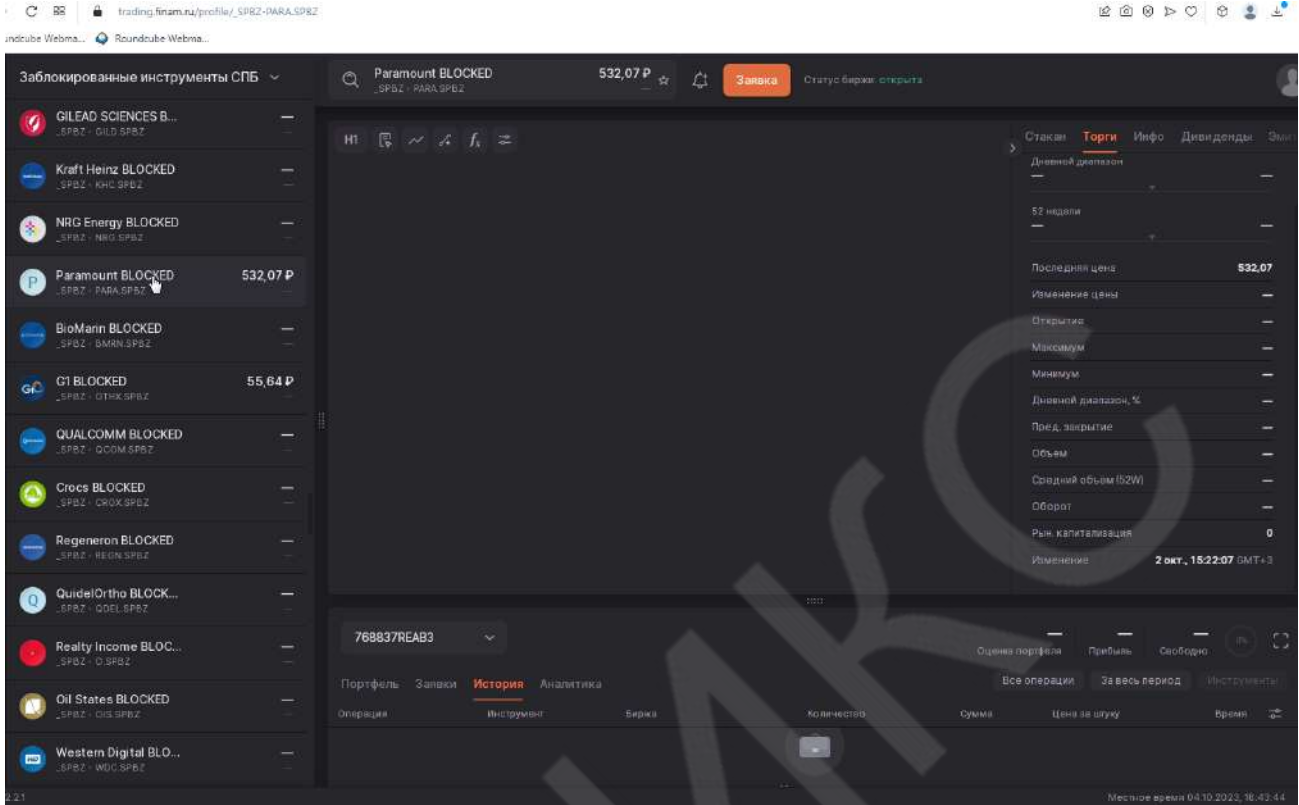 trading.finam.ru/profile/_SPBZ-PARA.SPBZ
Roundcube Webma...
Заблокированные инструменты СПБ
Paramount BLOCKED
_SPBZ - PARA.SPBZ
532,07 ₽
Заявка
Статус биржи: открыта
GILEAD SCIENCES B...
_SPBZ - GILD.SPBZ
Kraft Heinz BLOCKED
_SPBZ - KHC.SPBZ
NRG Energy BLOCKED
_SPBZ - NRG.SPBZ
Paramount BLOCKED 532,07 ₽
_SPBZ - PARA.SPBZ
BioMarin BLOCKED
_SPBZ - BMRN.SPBZ
G1 BLOCKED 55,64 ₽
_SPBZ - GTHX.SPBZ
QUALCOMM BLOCKED
_SPBZ - QCOM.SPBZ
Crocs BLOCKED
_SPBZ - CROX.SPBZ
Regeneron BLOCKED
_SPBZ - REGN.SPBZ
QuidelOrtho BLOCK...
_SPBZ - QDEL.SPBZ
Realty Income BLOC...
_SPBZ - O.SPBZ
Oil States BLOCKED
_SPBZ - OIS.SPBZ
Western Digital BLO...
_SPBZ - WDC.SPBZ
H1
Стакан Торги Инфо Дивиденды
Дневной диапазон
52 недели
Последняя цена 532,07
Изменение цены
Открытие
Максимум
Минимум
Дневной диапазон, %
Пред. закрытие
Объем
Средний объем (52W)
Оборот
Рын. капитализация 0
Изменение 2 окт., 15:22:07 GMT+3
768837REAB3
Оценка портфеля Прибыль Свободно 0%
Портфель Заявки История Аналитика
Все операции За весь период Инструменты
Операция Инструмент Биржа Количество Сумма Цена за штуку Время
Местное время 04.10.2023, 16:43:44